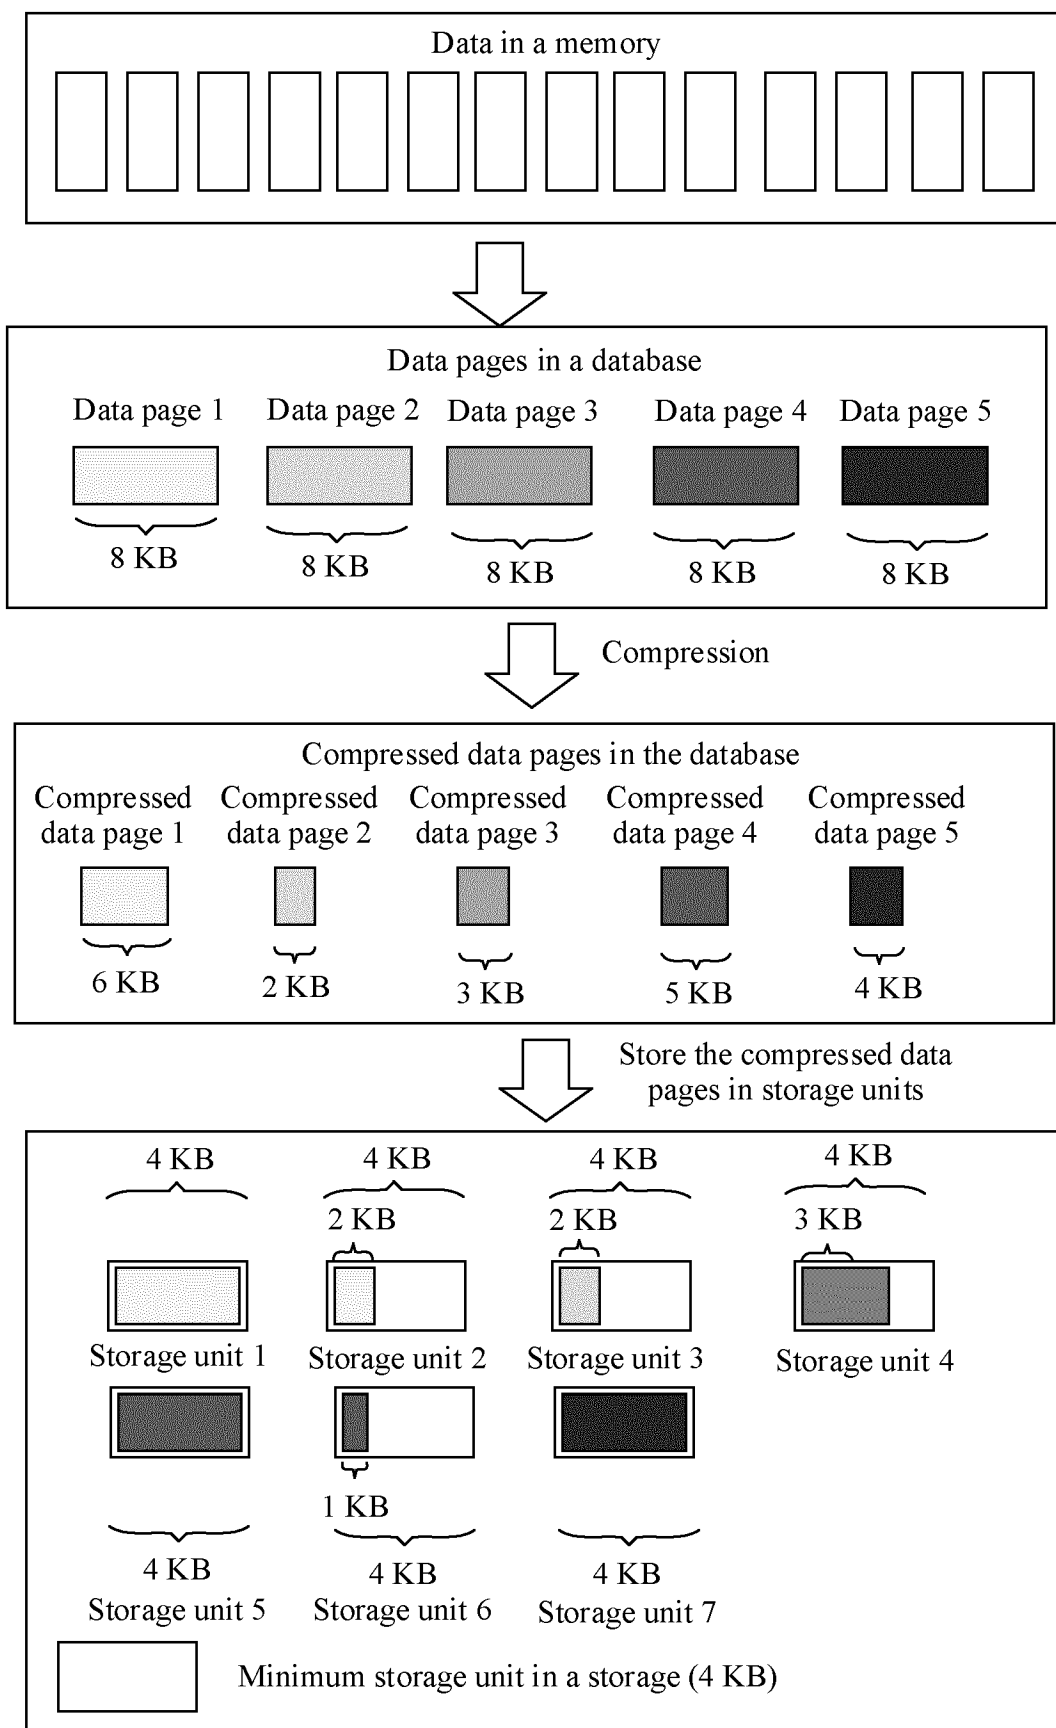 Data in a memory
Data pages in a database
Data page 1 Data page 2 Data page 3 Data page 4 Data page 5
8 KB 8 KB 8 KB 8 KB 8 KB
Compression
Compressed data pages in the database
Compressed Compressed Compressed Compressed Compressed
data page 1 data page 2 data page 3 data page 4 data page 5
6 KB 2 KB 3 KB 5 KB 4 KB
Store the compressed data
pages in storage units
4 KB 4 KB 4 KB 4 KB
2 KB 2 KB 3 KB
Storage unit 1 Storage unit 2 Storage unit 3 Storage unit 4
1 KB
4 KB 4 KB 4 KB
Storage unit 5 Storage unit 6 Storage unit 7
Minimum storage unit in a storage (4 KB)